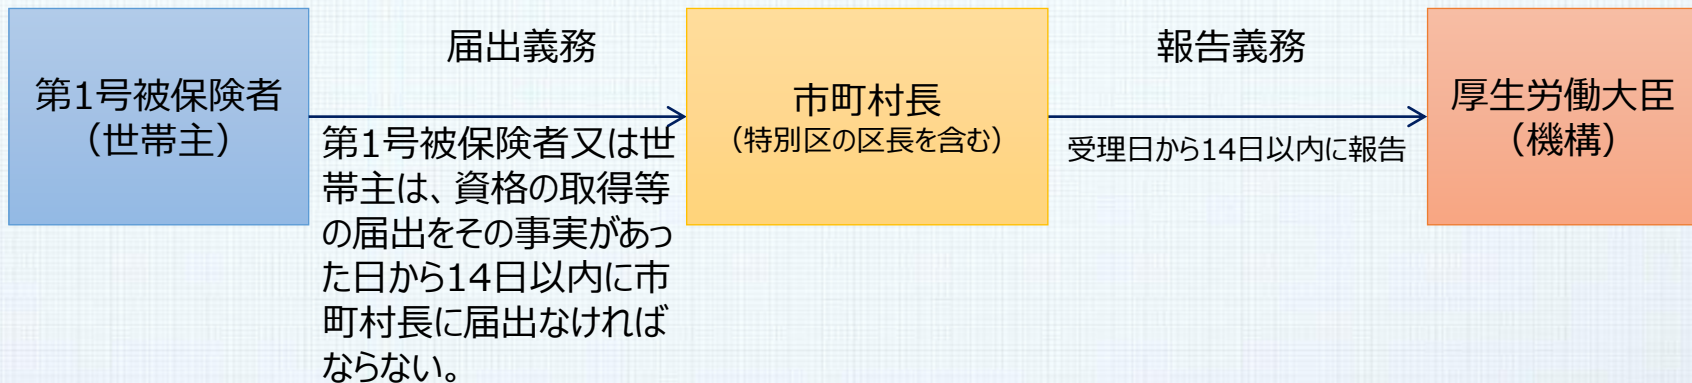 第1号被保険者
（世帯主）
届出義務
第1号被保険者又は世
帯主は、資格の取得等
の届出をその事実があっ
た日から14日以内に市
町村長に届出なければ
ならない。
市町村長
（特別区の区長を含む）
報告義務
受理日から14日以内に報告
厚生労働大臣
（機構）